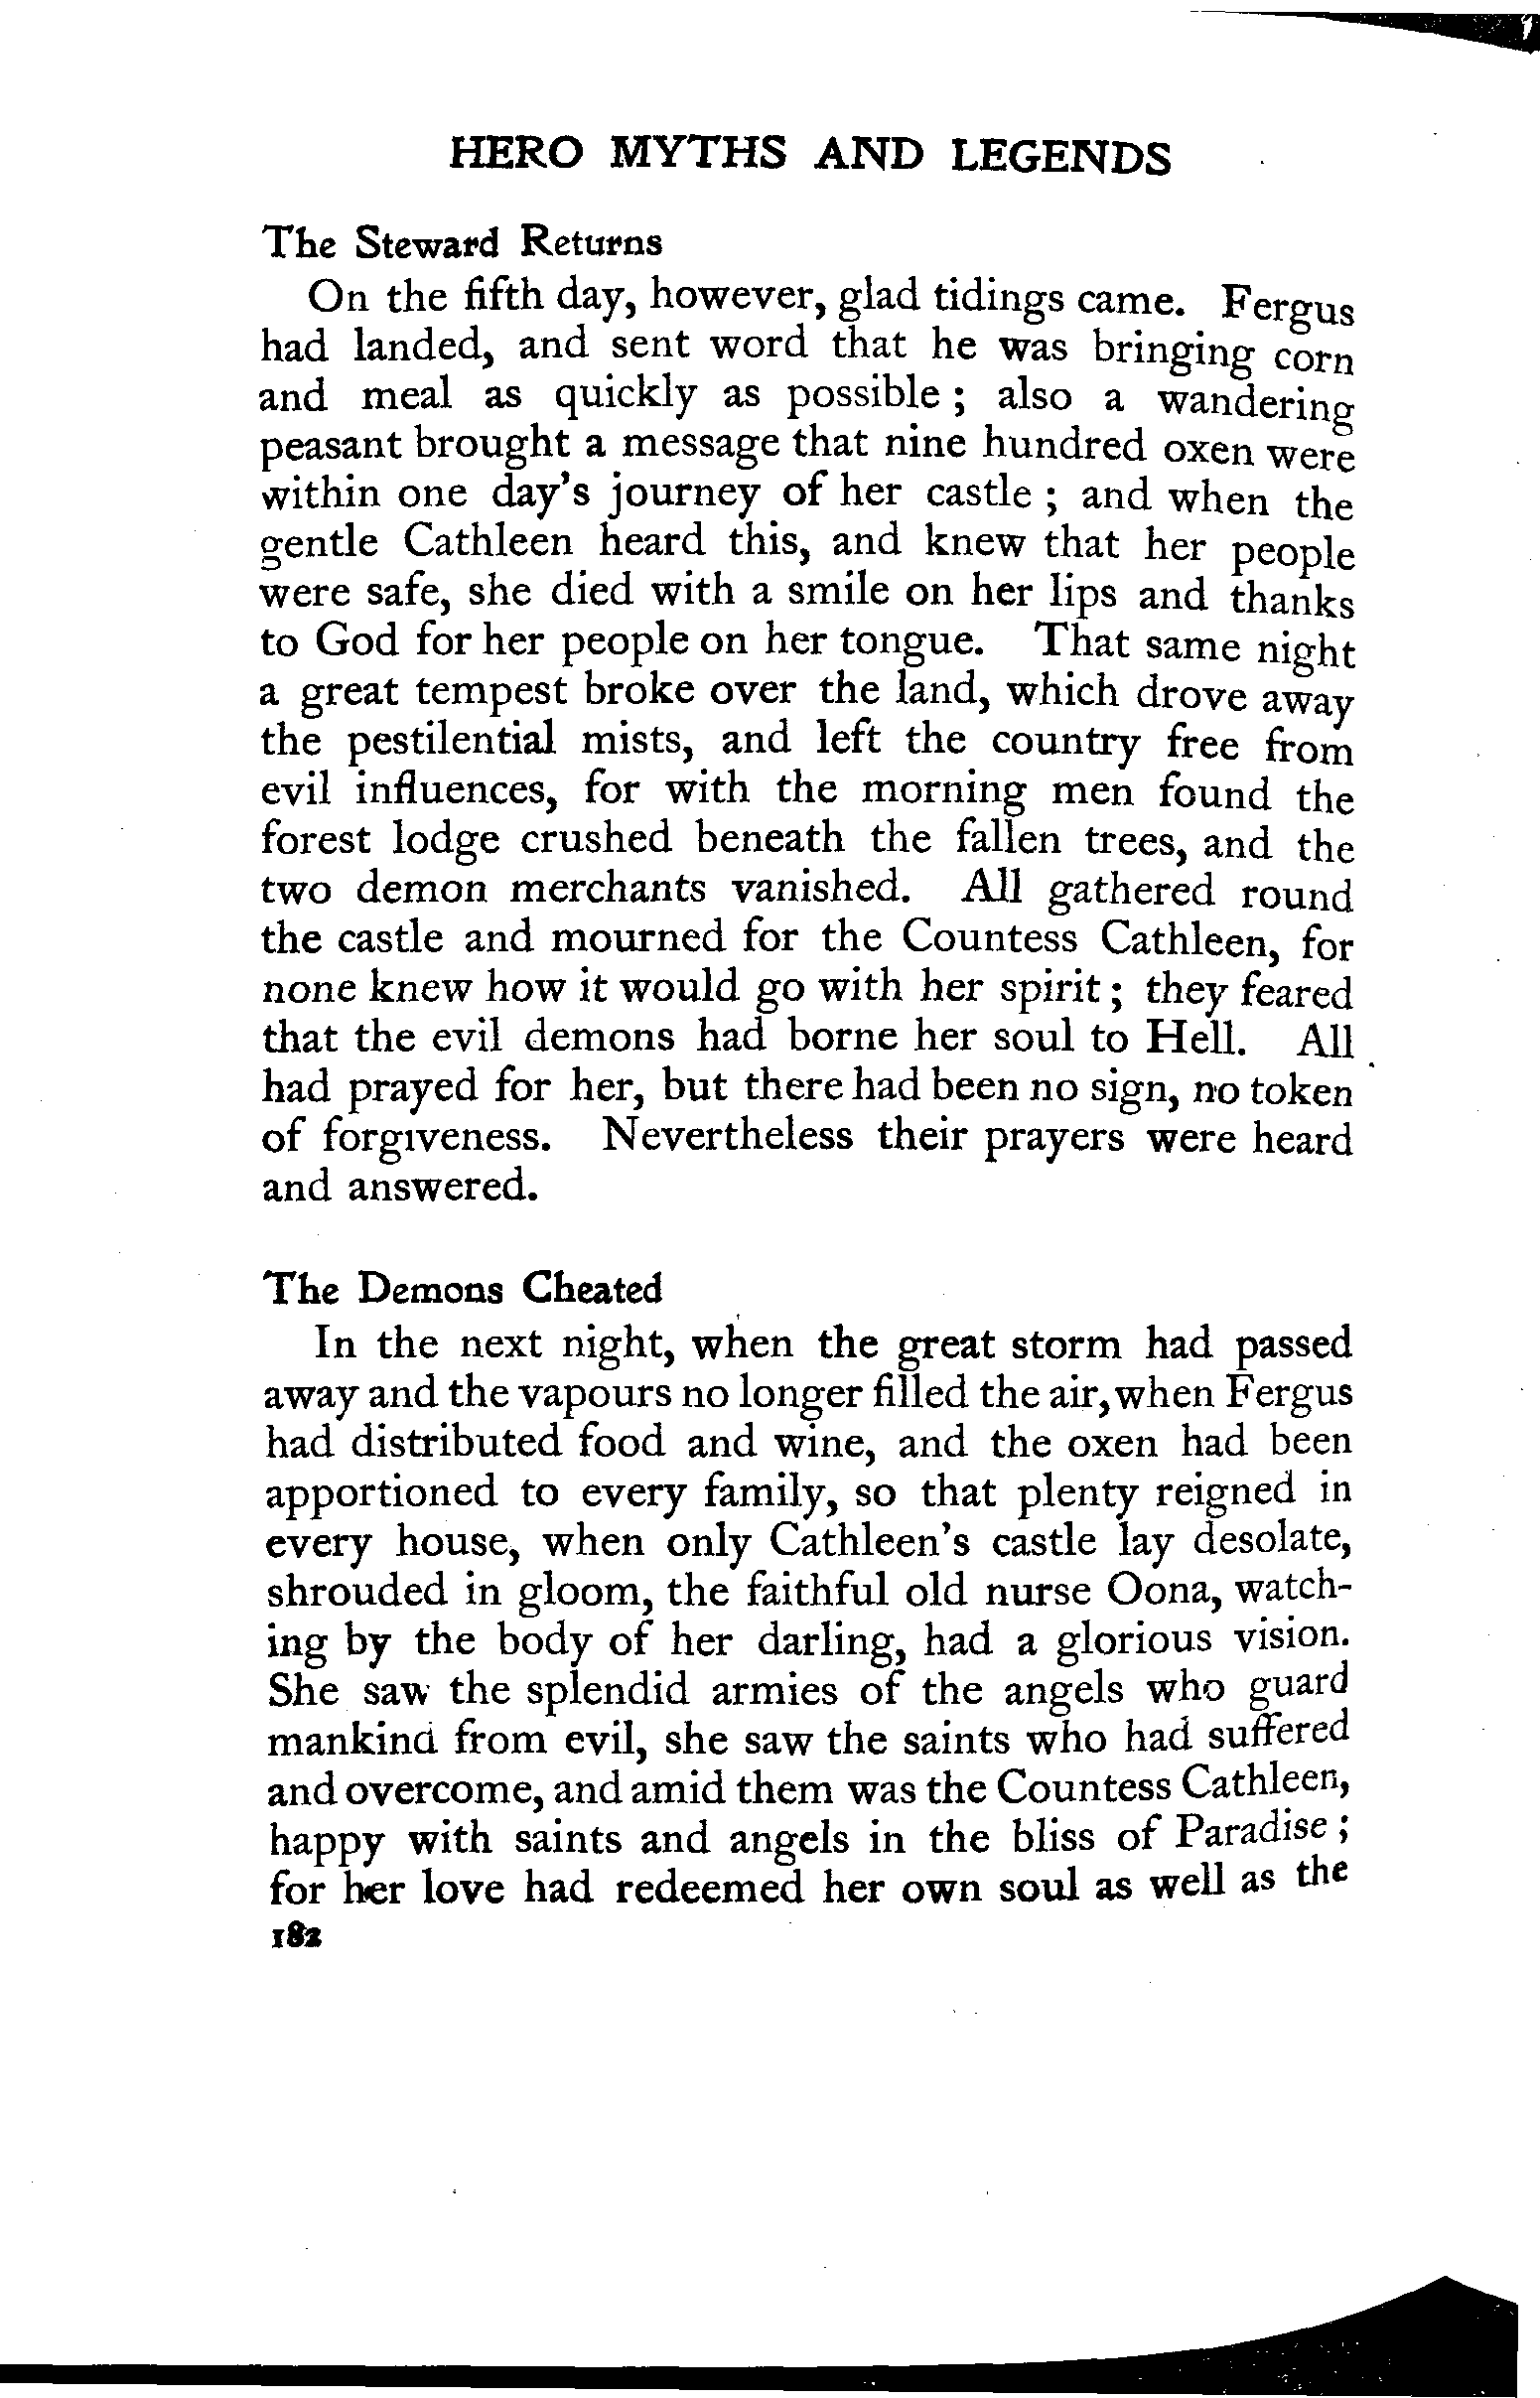 HERO MYTHS AND LEGENDS
The Steward Returns
On the fifth day, however, glad tidings came. Fergus
had landed, and sent word that he was bringing corn
and meal as quickly as possible ; also a wandering
peasant brought a message that nine hundred oxen were
within one day's journey of her castle ; and when the
gentle Cathleen heard this, and knew that her people
were safe, she died with a smile on her lips and thanks
to God for her people on her tongue. That same night
a great tempest broke over the land, which drove away
the pestilential mists, and left the country free from
evil influences, for with the morning men found the
forest lodge crushed beneath the fallen trees, and the
two demon merchants vanished. All gathered round
the castle and mourned for the Countess Cathleen, for
none knew how it would go with her spirit ; they feared
that the evil demons had borne her soul to Hell. All
had prayed for her, but there had been no sign, no token
of forgiveness. Nevertheless their prayers were heard
and answered.
The Demons Cheated
In the next night, when the great storm had passed
away and the vapours no longer filled the air, when Fergus
had distributed food and wine, and the oxen had been
apportioned to every family, so that plenty reigned in
every house, when only Cathleen's castle lay desolate,
shrouded in gloom, the faithful old nurse Oona, watch-
ing by the body of her darling, had a glorious vision.
She saw the splendid armies of the angels who guard
mankind from evil, she saw the saints who had suffered
and overcome, and amid them was the Countess Cathleen,
happy with saints and angels in the bliss of Paradise ;
for her love had redeemed her own soul as well as the
182